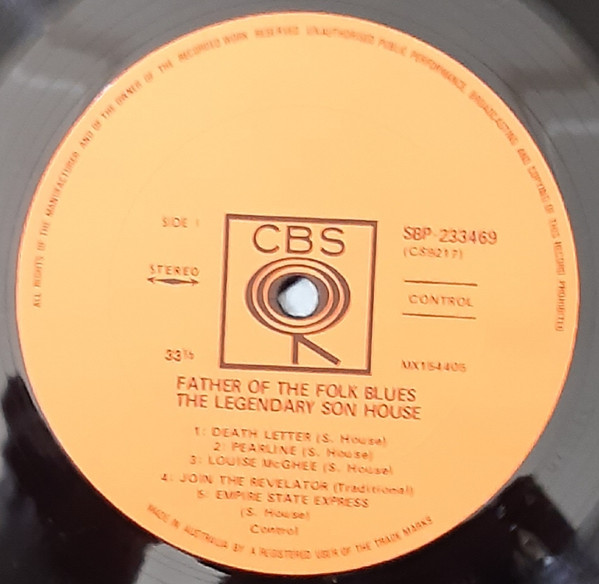 ALL RIGHTS OF THE MANUFACTURER AND OF THE OWNER OF THE RECORDED WORK RESERVED UNAUTHORISED PUBLIC PERFORMANCE BROADCASTING AND COPYING OF THIS RECORD PROHIBITED
SIDE 1
CBS
SBP-233469
(CS9217)
STEREO
CONTROL
33⅓
MX154405
FATHER OF THE FOLK BLUES
THE LEGENDARY SON HOUSE
1: DEATH LETTER (S. House)
2: PEARLINE (S. House)
3: LOUISE McGHEE (S. House)
4: JOIN THE REVELATOR (Traditional)
5: EMPIRE STATE EXPRESS
(S. House)
Control
MADE IN AUSTRALIA BY A REGISTERED USER OF THE TRADE MARKS